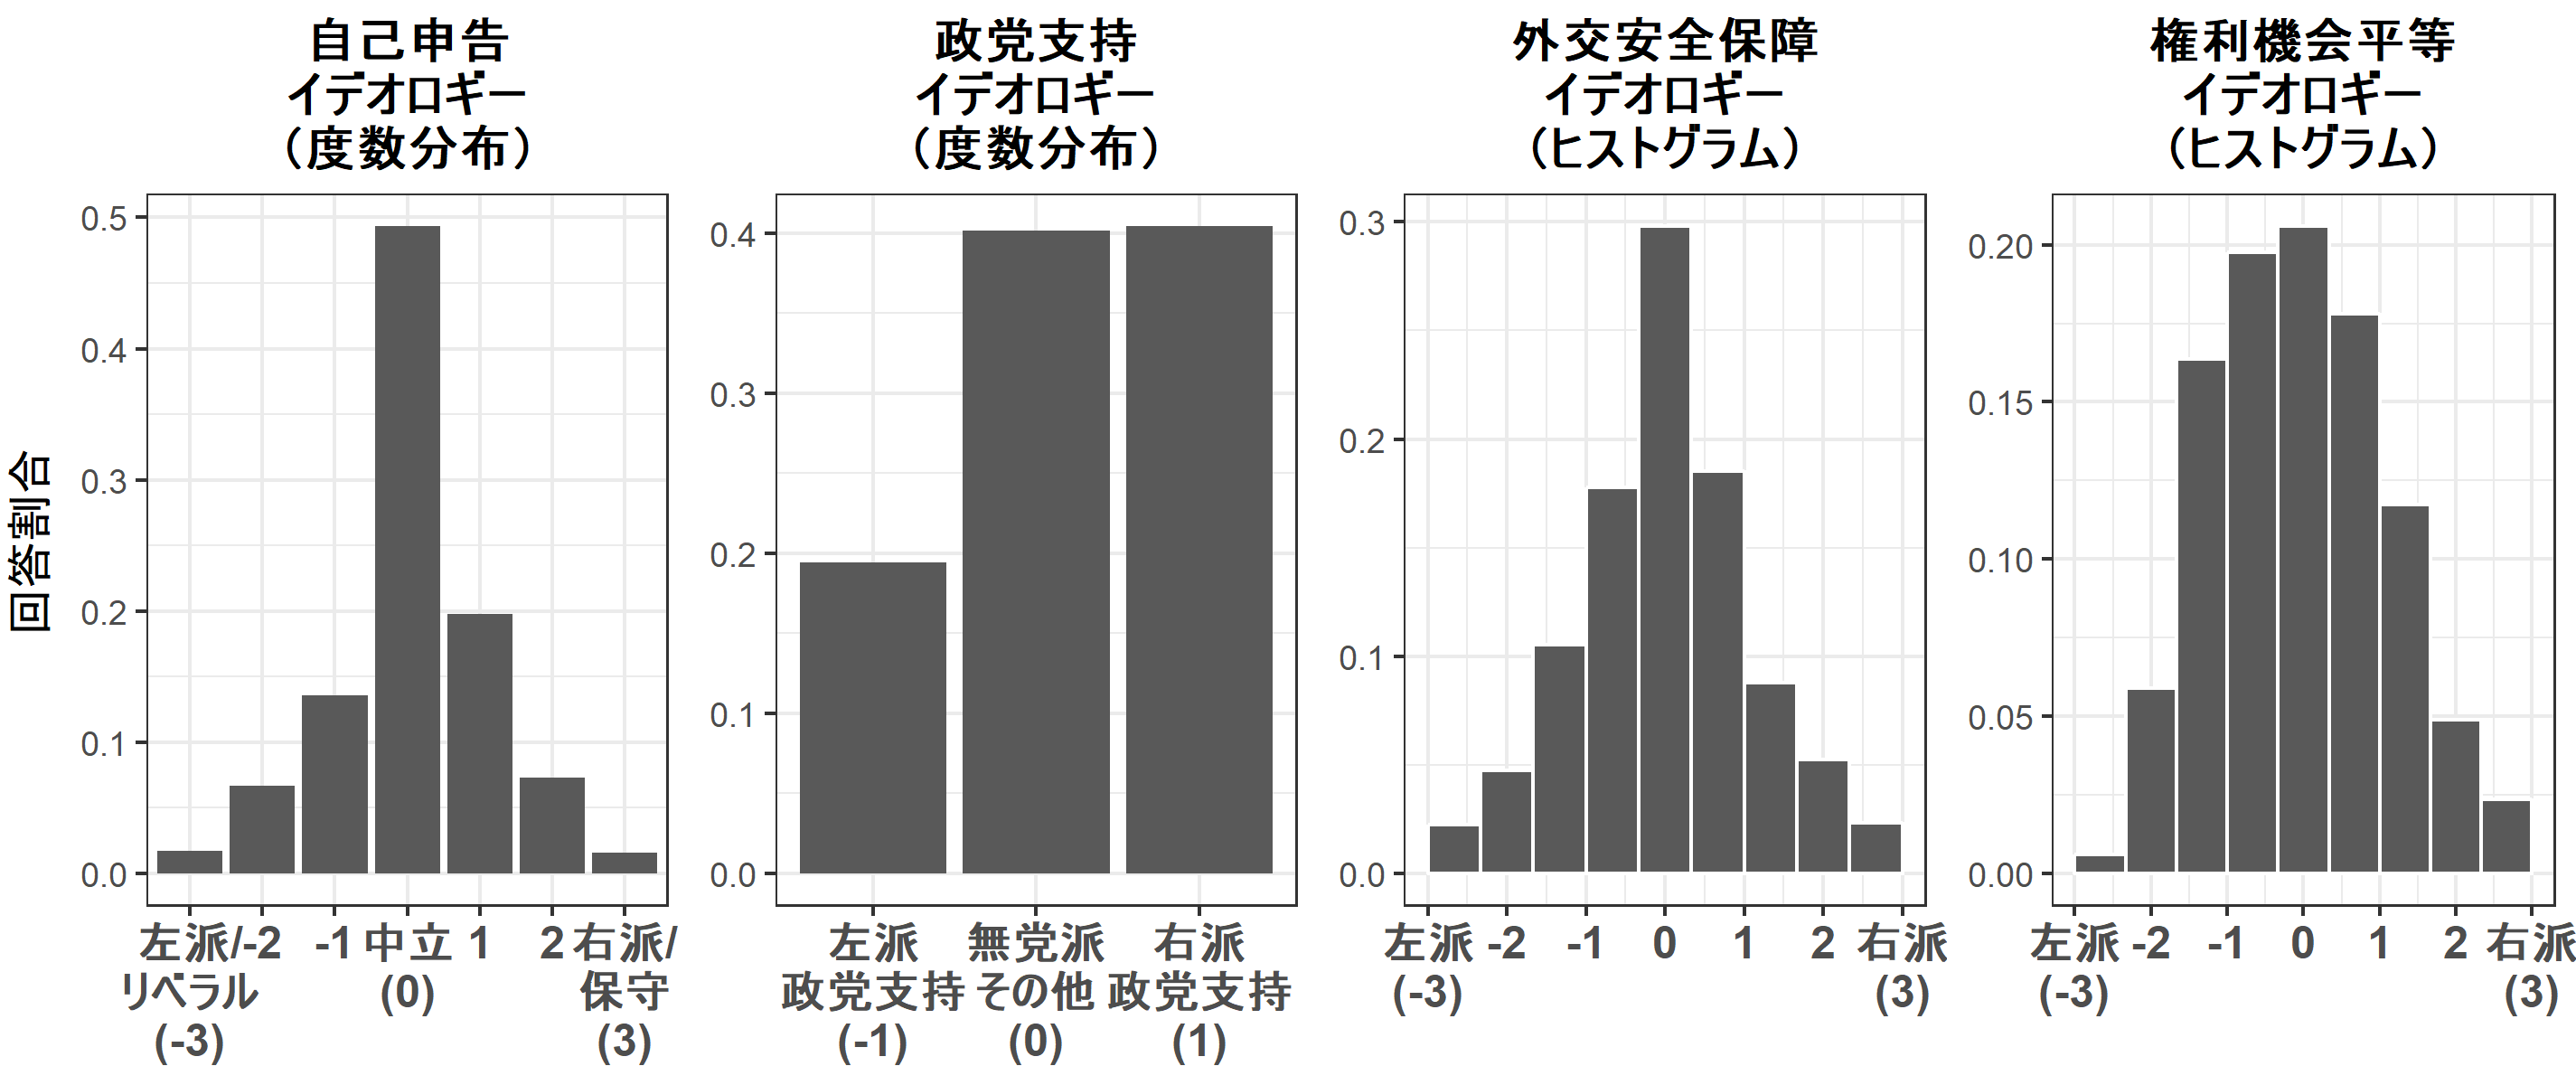 自己申告
イデオロギー
（度数分布）
政党支持
イデオロギー
（度数分布）
外交安全保障
イデオロギー
（ヒストグラム）
権利機会平等
イデオロギー
（ヒストグラム）
回答割合
0.5
0.4
0.3
0.2
0.1
0.0
左派/
リベラル
(-3)
-2
-1
中立
(0)
1
2
右派/
保守
(3)
0.4
0.3
0.2
0.1
0.0
左派
政党支持
(-1)
無党派
その他
(0)
右派
政党支持
(1)
0.3
0.2
0.1
0.0
左派
(-3)
-2
-1
0
1
2
右派
(3)
0.20
0.15
0.10
0.05
0.00
左派
(-3)
-2
-1
0
1
2
右派
(3)